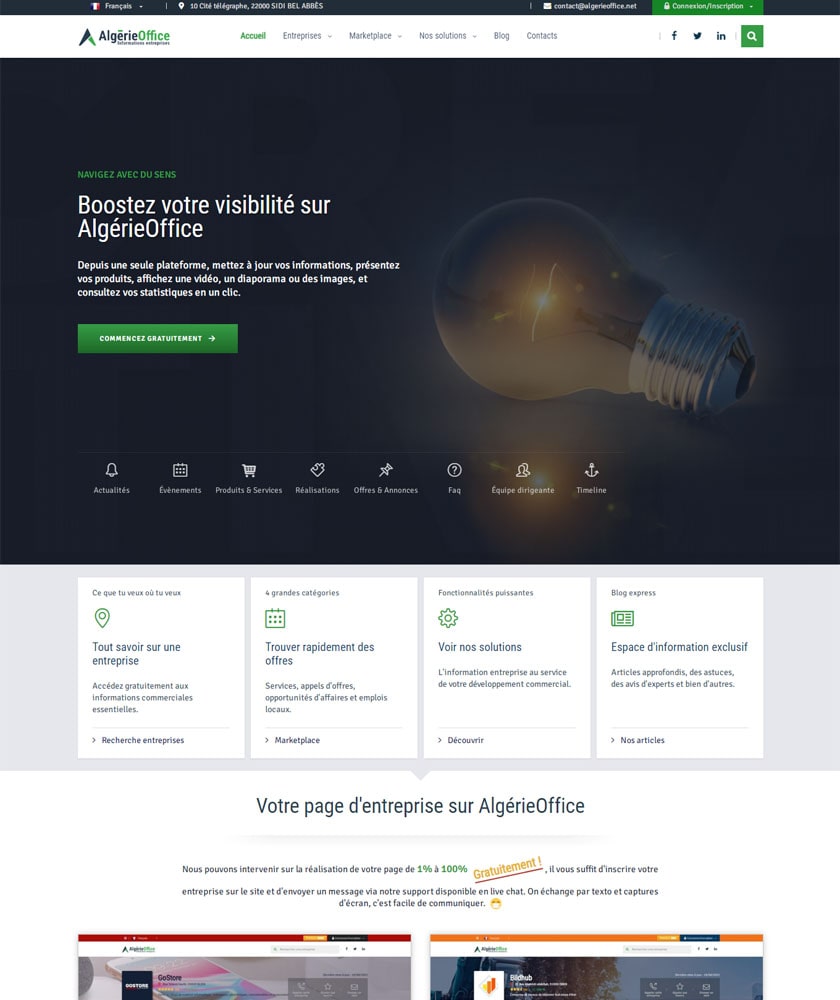 Français
10 Cité télégraphe, 22000 SIDI BEL ABBÈS
contact@algerieoffice.net
Connexion/Inscription
AlgérieOffice
Informations entreprises
Accueil
Entreprises
Marketplace
Nos solutions
Blog
Contacts
NAVIGEZ AVEC DU SENS
Boostez votre visibilité sur
AlgérieOffice
Depuis une seule plateforme, mettez à jour vos informations, présentez
vos produits, affichez une vidéo, un diaporama ou des images, et
consultez vos statistiques en un clic.
COMMENCEZ GRATUITEMENT
Actualités
Évènements
Produits & Services
Réalisations
Offres & Annonces
Faq
Équipe dirigeante
Timeline
Ce que tu veux où tu veux
Tout savoir sur une
entreprise
Accédez gratuitement aux
informations commerciales
essentielles.
Recherche entreprises
4 grandes catégories
Trouver rapidement des
offres
Services, appels d'offres,
opportunités d'affaires et emplois
locaux.
Marketplace
Fonctionnalités puissantes
Voir nos solutions
L'information entreprise au service
de votre développement commercial.
Découvrir
Blog express
Espace d'information exclusif
Articles approfondis, des astuces,
des avis d'experts et bien d'autres.
Nos articles
Votre page d'entreprise sur AlgérieOffice
Nous pouvons intervenir sur la réalisation de votre page de 1% à 100% Gratuitement !, il vous suffit d'inscrire votre
entreprise sur le site et d'envoyer un message via notre support disponible en live chat. On échange par texto et captures
d'écran, c'est facile de communiquer.
AlgérieOffice
GOSTORE
GoStore
AlgérieOffice
Bildhub